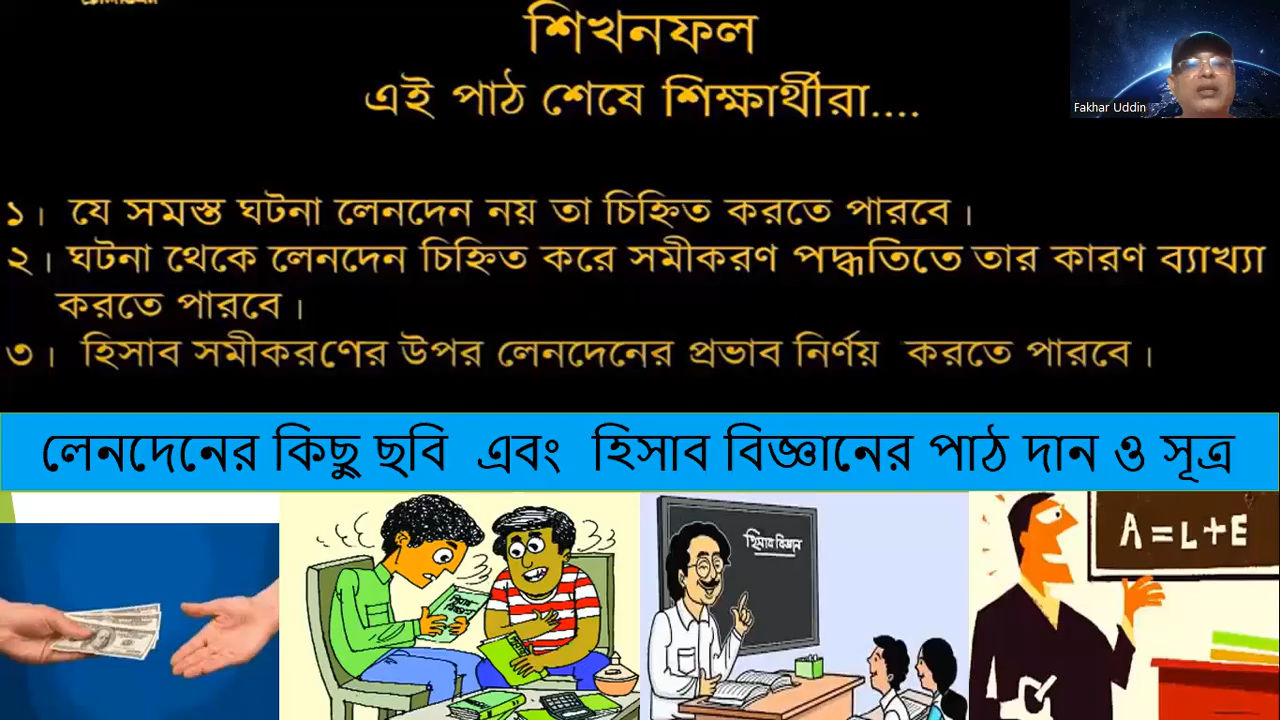 শিখনফল
এই পাঠ শেষে শিক্ষার্থীরা....
Fakhar Uddin
১। যে সমস্ত ঘটনা লেনদেন নয় তা চিহ্নিত করতে পারবে।
২। ঘটনা থেকে লেনদেন চিহ্নিত করে সমীকরণ পদ্ধতিতে তার কারণ ব্যাখ্যা
করতে পারবে।
৩। হিসাব সমীকরণের উপর লেনদেনের প্রভাব নির্ণয় করতে পারবে।
লেনদেনের কিছু ছবি এবং হিসাব বিজ্ঞানের পাঠ দান ও সূত্র
হিসাব বিজ্ঞান
A=L+E